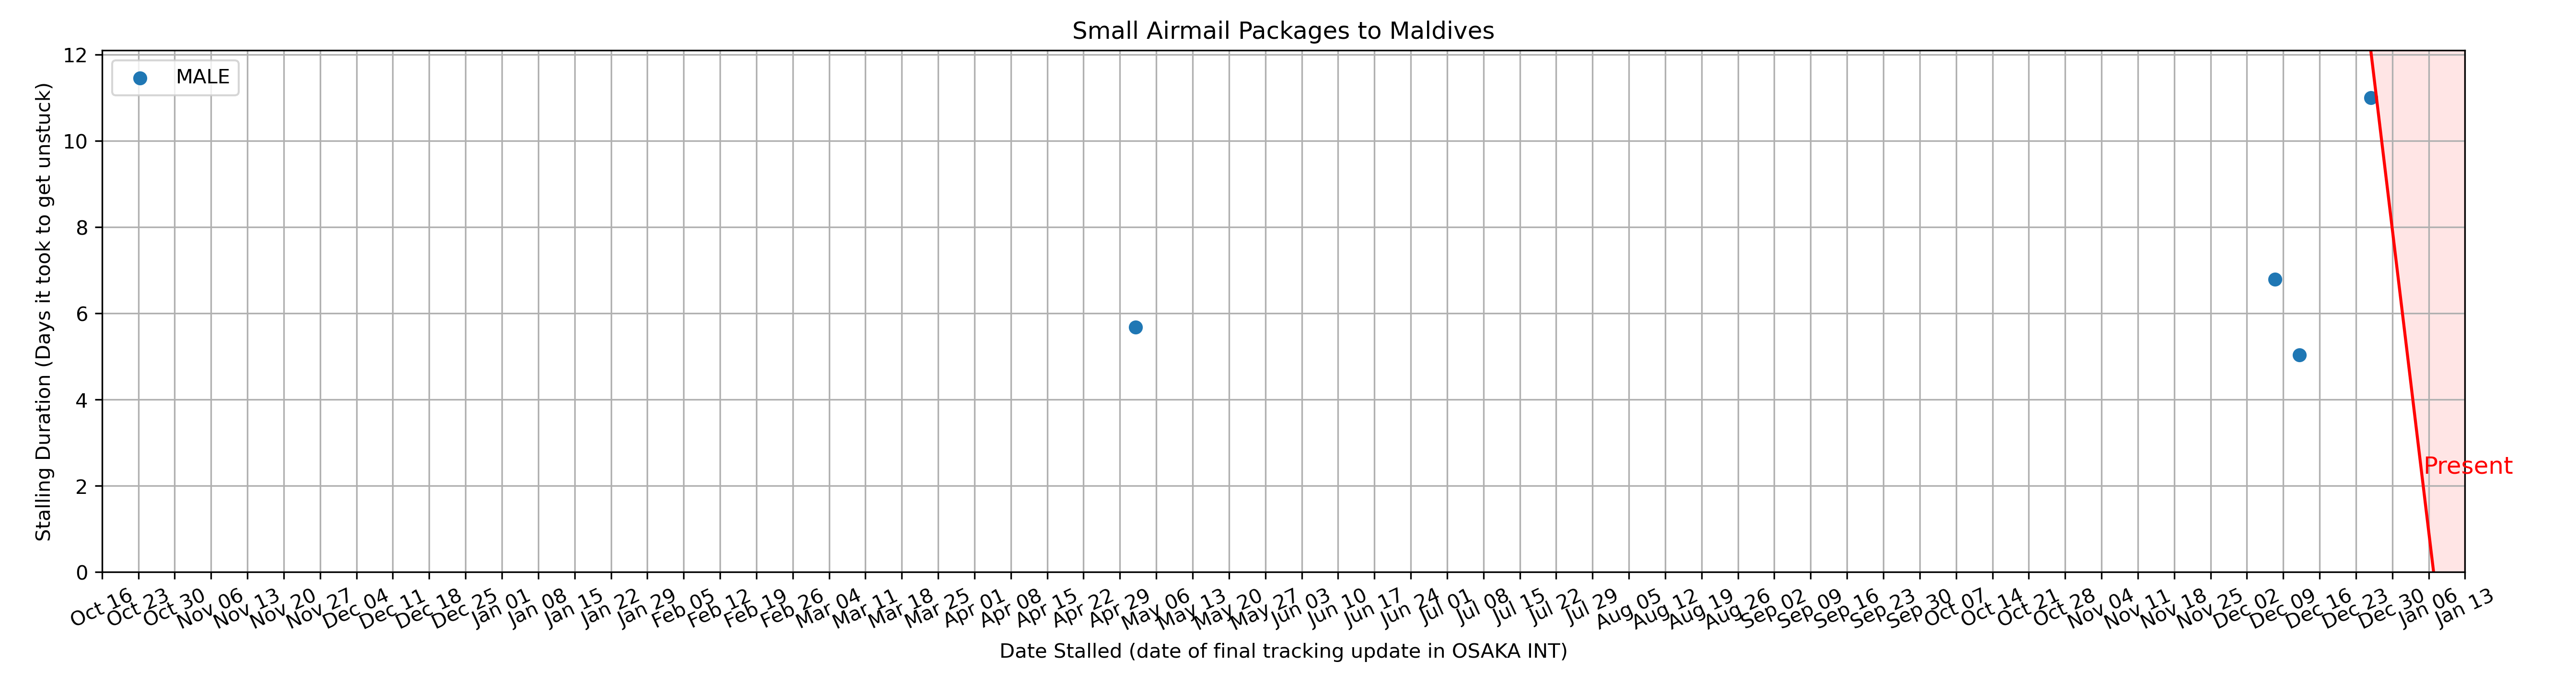 Small Airmail Packages to Maldives
MALE
Stalling Duration (Days it took to get unstuck)
12
10
8
6
4
2
0
Present
Oct 16 Oct 23 Oct 30 Nov 06 Nov 13 Nov 20 Nov 27 Dec 04 Dec 11 Dec 18 Dec 25 Jan 01 Jan 08 Jan 15 Jan 22 Jan 29 Feb 05 Feb 12 Feb 19 Feb 26 Mar 04 Mar 11 Mar 18 Mar 25 Apr 01 Apr 08 Apr 15 Apr 22 Apr 29 May 06 May 13 May 20 May 27 Jun 03 Jun 10 Jun 17 Jun 24 Jul 01 Jul 08 Jul 15 Jul 22 Jul 29 Aug 05 Aug 12 Aug 19 Aug 26 Sep 02 Sep 09 Sep 16 Sep 23 Sep 30 Oct 07 Oct 14 Oct 21 Oct 28 Nov 04 Nov 11 Nov 18 Nov 25 Dec 02 Dec 09 Dec 16 Dec 23 Dec 30 Jan 06 Jan 13
Date Stalled (date of final tracking update in OSAKA INT)